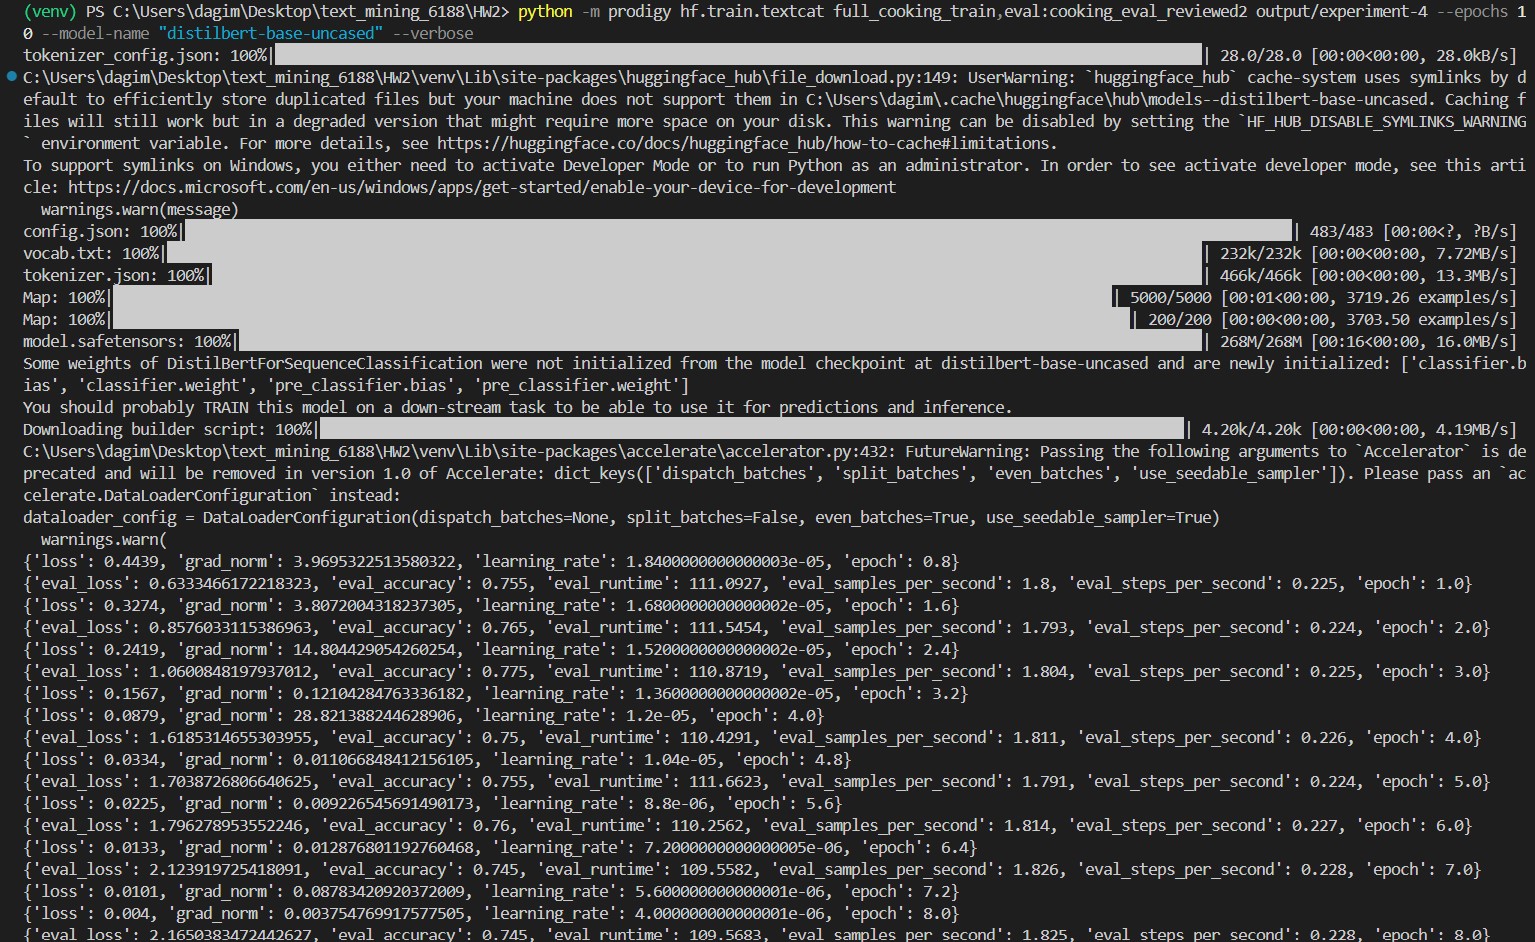 (venv) PS C:\Users\dagim\Desktop\text_mining_6188\HW2> python -m prodigy hf.train.textcat full_cooking_train,eval:cooking_eval_reviewed2 output/experiment-4 --epochs 1
0 --model-name "distilbert-base-uncased" --verbose
tokenizer_config.json: 100%| | 28.0/28.0 [00:00<00:00, 28.0kB/s]
C:\Users\dagim\Desktop\text_mining_6188\HW2\venv\Lib\site-packages\huggingface_hub\file_download.py:149: UserWarning: `huggingface_hub` cache-system uses symlinks by d
efault to efficiently store duplicated files but your machine does not support them in C:\Users\dagim\.cache\huggingface\hub\models--distilbert-base-uncased. Caching f
iles will still work but in a degraded version that might require more space on your disk. This warning can be disabled by setting the `HF_HUB_DISABLE_SYMLINKS_WARNING
` environment variable. For more details, see https://huggingface.co/docs/huggingface_hub/how-to-cache#limitations.
To support symlinks on Windows, you either need to activate Developer Mode or to run Python as an administrator. In order to see activate developer mode, see this arti
cle: https://docs.microsoft.com/en-us/windows/apps/get-started/enable-your-device-for-development
  warnings.warn(message)
config.json: 100%| | 483/483 [00:00<?, ?B/s]
vocab.txt: 100%| | 232k/232k [00:00<00:00, 7.72MB/s]
tokenizer.json: 100%| | 466k/466k [00:00<00:00, 13.3MB/s]
Map: 100%| | 5000/5000 [00:01<00:00, 3719.26 examples/s]
Map: 100%| | 200/200 [00:00<00:00, 3703.50 examples/s]
model.safetensors: 100%| | 268M/268M [00:16<00:00, 16.0MB/s]
Some weights of DistilBertForSequenceClassification were not initialized from the model checkpoint at distilbert-base-uncased and are newly initialized: ['classifier.b
ias', 'classifier.weight', 'pre_classifier.bias', 'pre_classifier.weight']
You should probably TRAIN this model on a down-stream task to be able to use it for predictions and inference.
Downloading builder script: 100%| | 4.20k/4.20k [00:00<00:00, 4.19MB/s]
C:\Users\dagim\Desktop\text_mining_6188\HW2\venv\Lib\site-packages\accelerate\accelerator.py:432: FutureWarning: Passing the following arguments to `Accelerator` is de
precated and will be removed in version 1.0 of Accelerate: dict_keys(['dispatch_batches', 'split_batches', 'even_batches', 'use_seedable_sampler']). Please pass an `ac
celerate.DataLoaderConfiguration` instead:
dataloader_config = DataLoaderConfiguration(dispatch_batches=None, split_batches=False, even_batches=True, use_seedable_sampler=True)
  warnings.warn(
{'loss': 0.4439, 'grad_norm': 3.9695322513580322, 'learning_rate': 1.8400000000000003e-05, 'epoch': 0.8}
{'eval_loss': 0.6333466172218323, 'eval_accuracy': 0.755, 'eval_runtime': 111.0927, 'eval_samples_per_second': 1.8, 'eval_steps_per_second': 0.225, 'epoch': 1.0}
{'loss': 0.3274, 'grad_norm': 3.8072004318237305, 'learning_rate': 1.6800000000000002e-05, 'epoch': 1.6}
{'eval_loss': 0.8576033115386963, 'eval_accuracy': 0.765, 'eval_runtime': 111.5454, 'eval_samples_per_second': 1.793, 'eval_steps_per_second': 0.224, 'epoch': 2.0}
{'loss': 0.2419, 'grad_norm': 14.804429054260254, 'learning_rate': 1.5200000000000002e-05, 'epoch': 2.4}
{'eval_loss': 1.0600848197937012, 'eval_accuracy': 0.775, 'eval_runtime': 110.8719, 'eval_samples_per_second': 1.804, 'eval_steps_per_second': 0.225, 'epoch': 3.0}
{'loss': 0.1567, 'grad_norm': 0.12104284763336182, 'learning_rate': 1.3600000000000002e-05, 'epoch': 3.2}
{'loss': 0.0879, 'grad_norm': 28.821388244628906, 'learning_rate': 1.2e-05, 'epoch': 4.0}
{'eval_loss': 1.6185314655303955, 'eval_accuracy': 0.75, 'eval_runtime': 110.4291, 'eval_samples_per_second': 1.811, 'eval_steps_per_second': 0.226, 'epoch': 4.0}
{'loss': 0.0334, 'grad_norm': 0.011066848412156105, 'learning_rate': 1.04e-05, 'epoch': 4.8}
{'eval_loss': 1.7038726806640625, 'eval_accuracy': 0.755, 'eval_runtime': 111.6623, 'eval_samples_per_second': 1.791, 'eval_steps_per_second': 0.224, 'epoch': 5.0}
{'loss': 0.0225, 'grad_norm': 0.009226545691490173, 'learning_rate': 8.8e-06, 'epoch': 5.6}
{'eval_loss': 1.796278953552246, 'eval_accuracy': 0.76, 'eval_runtime': 110.2562, 'eval_samples_per_second': 1.814, 'eval_steps_per_second': 0.227, 'epoch': 6.0}
{'loss': 0.0133, 'grad_norm': 0.012876801192760468, 'learning_rate': 7.2000000000000005e-06, 'epoch': 6.4}
{'eval_loss': 2.123919725418091, 'eval_accuracy': 0.745, 'eval_runtime': 109.5582, 'eval_samples_per_second': 1.826, 'eval_steps_per_second': 0.228, 'epoch': 7.0}
{'loss': 0.0101, 'grad_norm': 0.08783420920372009, 'learning_rate': 5.600000000000001e-06, 'epoch': 7.2}
{'loss': 0.004, 'grad_norm': 0.003754769917577505, 'learning_rate': 4.000000000000001e-06, 'epoch': 8.0}
{'eval_loss': 2.1650383472442627, 'eval_accuracy': 0.745, 'eval_runtime': 109.5683, 'eval_samples_per_second': 1.825, 'eval_steps_per_second': 0.228, 'epoch': 8.0}